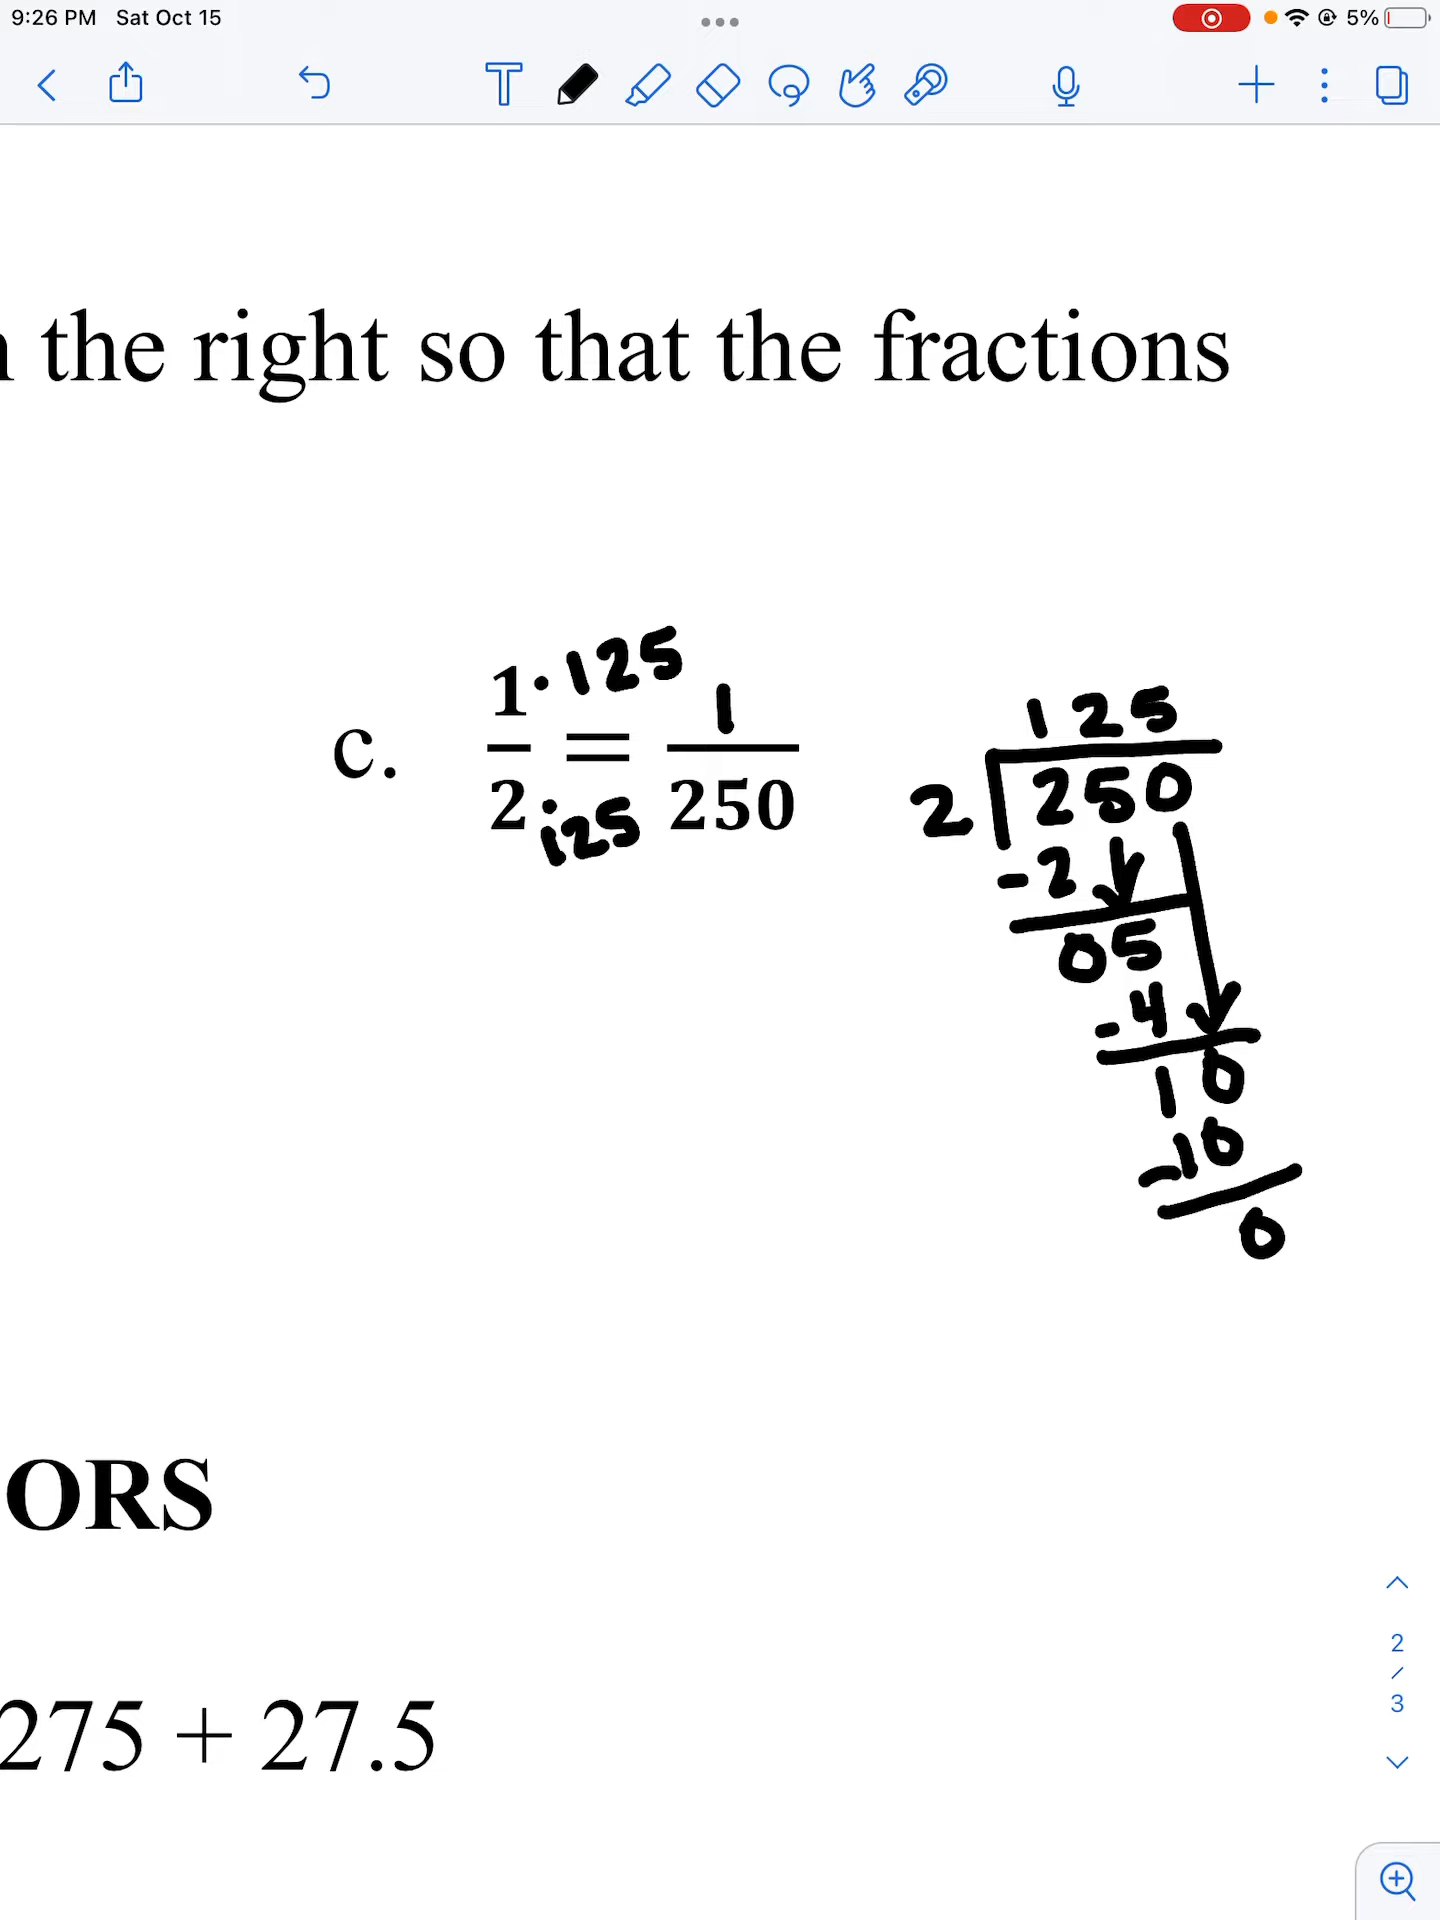 9:26 PM Sat Oct 15
5%
the right so that the fractions
c. 1/2 = 1/250
· 125
· 125
125
2 250
-2
05
-4
10
-10
0
ORS
275 + 27.5
2
/
3